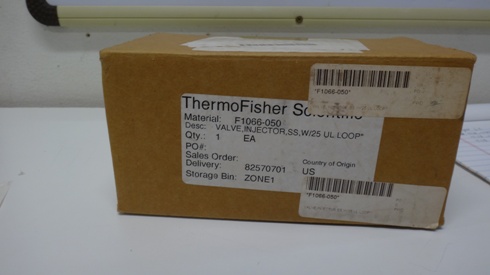 "F1066-050"
ThermoFisher Scientific
Material: F1066-050
Desc: VALVE,INJECTOR,SS,W/25 UL LOOP*
Qty.: 1 EA
PO#:
Sales Order:
Delivery: 82570701
Storage Bin: ZONE1
Country of Origin
US
"F1066-050"